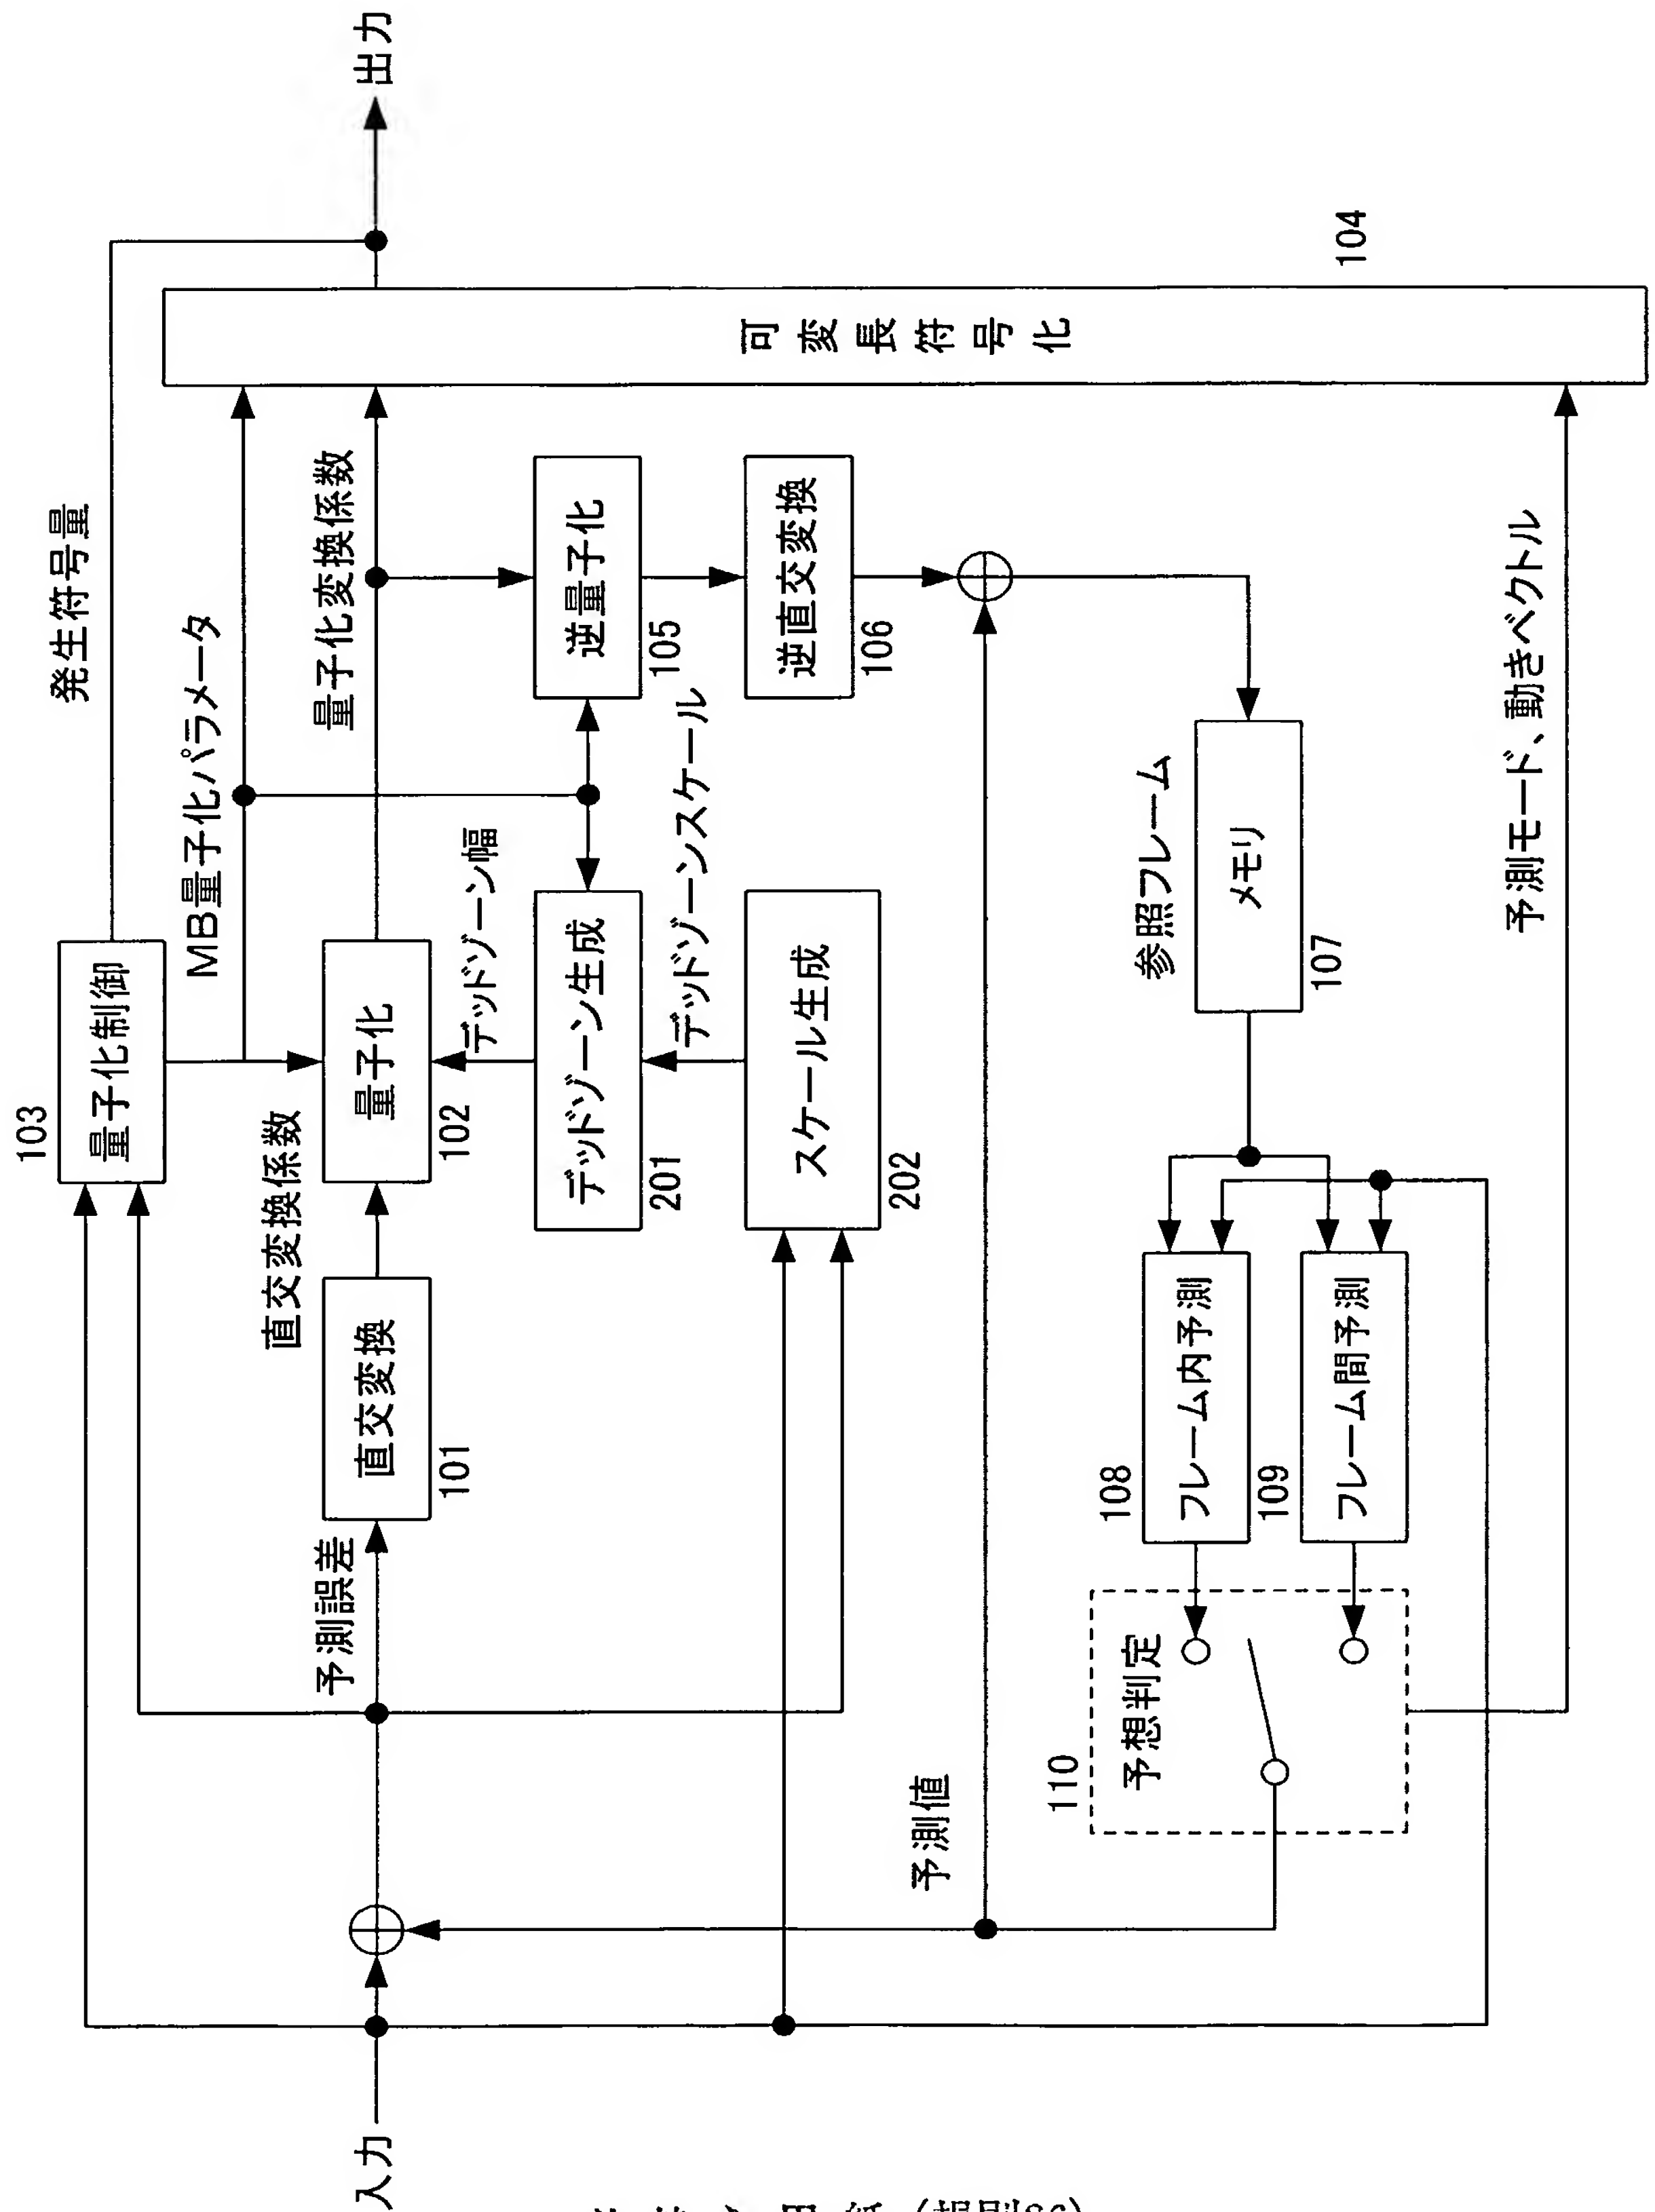 入力
出力
発生符号量
103
量子化制御
MB量子化パラメータ
予測誤差
直交変換
101
直交変換係数
量子化
102
量子化変換係数
デッドゾーン幅
デッドゾーン生成
201
デッドゾーンスケール
スケール生成
202
逆量子化
105
逆直交変換
106
可変長符号化
104
予測値
参照フレーム
メモリ
107
108
フレーム内予測
109
フレーム間予測
110
予想判定
予測モード、動きベクトル